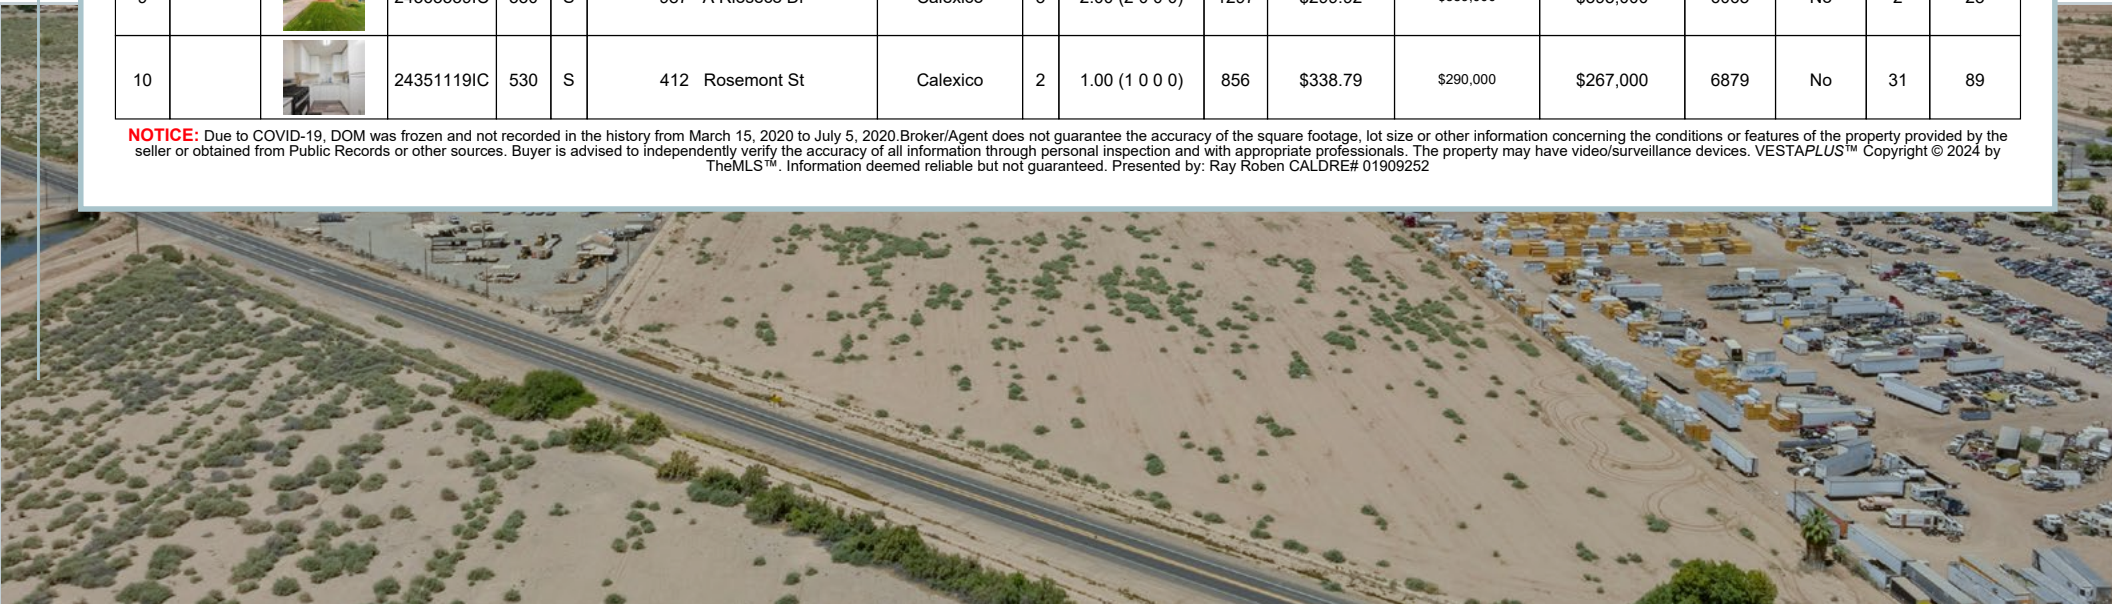 10 24351119IC 530 S 412 Rosemont St Calexico 2 1.00 (1 0 0 0) 856 $338.79 $290,000 $267,000 6879 No 31 89
NOTICE: Due to COVID-19, DOM was frozen and not recorded in the history from March 15, 2020 to July 5, 2020.Broker/Agent does not guarantee the accuracy of the square footage, lot size or other information concerning the conditions or features of the property provided by the
seller or obtained from Public Records or other sources. Buyer is advised to independently verify the accuracy of all information through personal inspection and with appropriate professionals. The property may have video/surveillance devices. VESTAPLUS™ Copyright © 2024 by
TheMLS™. Information deemed reliable but not guaranteed. Presented by: Ray Roben CALDRE# 01909252